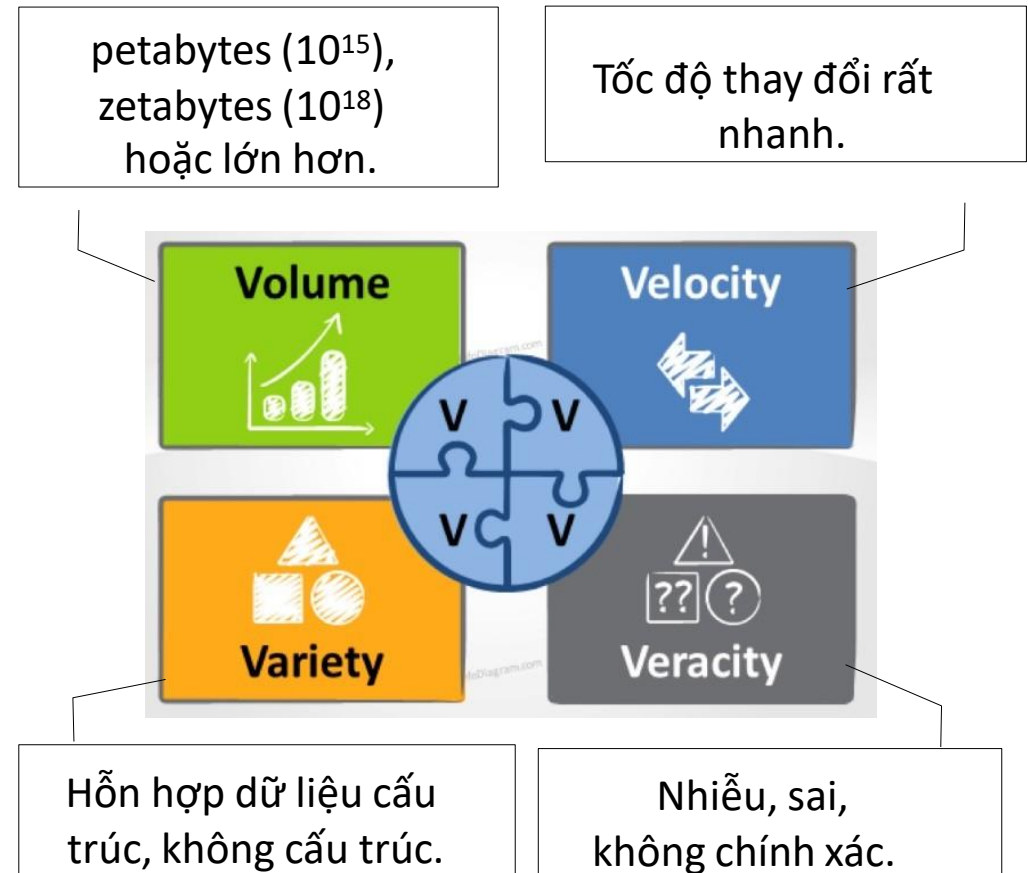 petabytes (10¹⁵),
zetabytes (10¹⁸)
hoặc lớn hơn.
Tốc độ thay đổi rất
nhanh.
Volume
Velocity
V
V
V
V
??
?
!
Variety
Veracity
Hỗn hợp dữ liệu cấu
trúc, không cấu trúc.
Nhiễu, sai,
không chính xác.